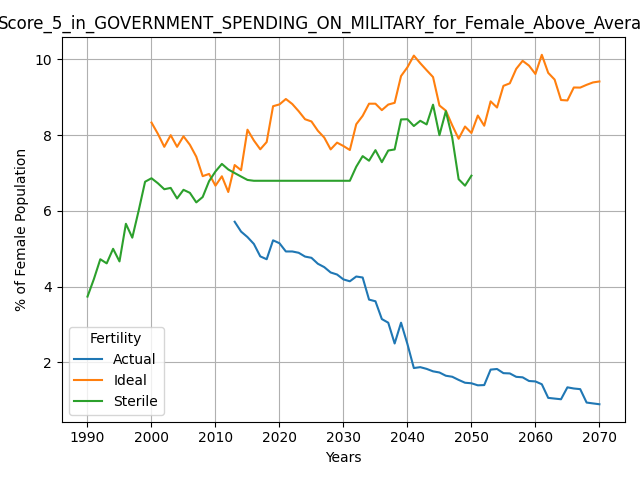 Score_5_in_GOVERNMENT_SPENDING_ON_MILITARY_for_Female_Above_Avera
% of Female Population
10
8
6
4
2
Fertility
Actual
Ideal
Sterile
1990 2000 2010 2020 2030 2040 2050 2060 2070
Years